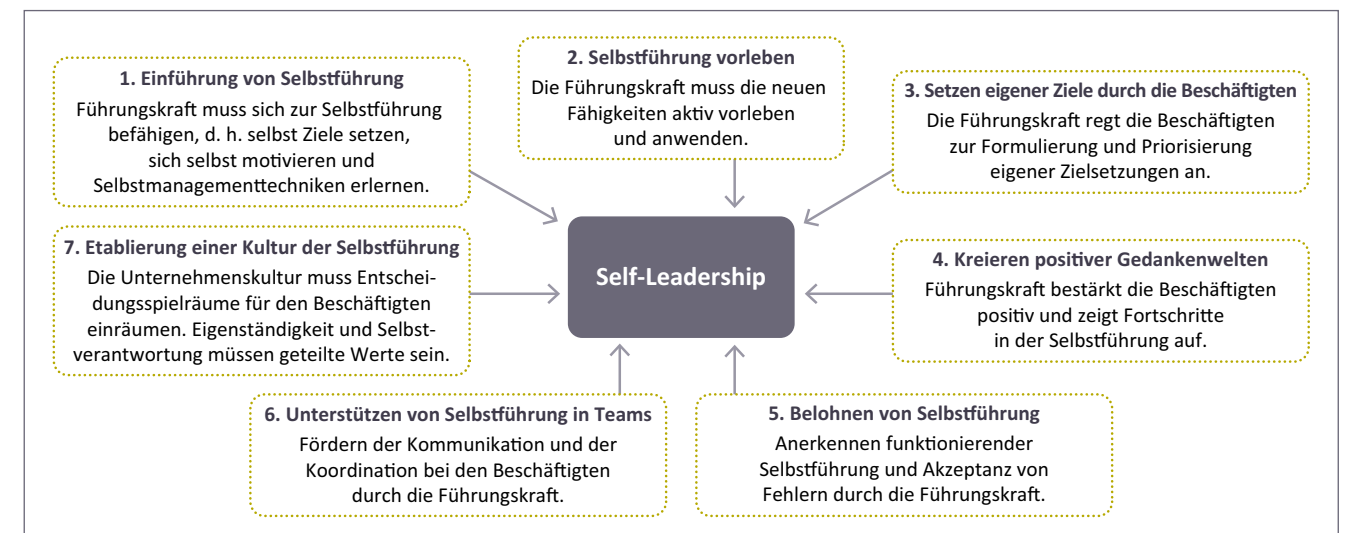 1. Einführung von Selbstführung
Führungskraft muss sich zur Selbstführung
befähigen, d. h. selbst Ziele setzen,
sich selbst motivieren und
Selbstmanagementtechniken erlernen.
2. Selbstführung vorleben
Die Führungskraft muss die neuen
Fähigkeiten aktiv vorleben
und anwenden.
3. Setzen eigener Ziele durch die Beschäftigten
Die Führungskraft regt die Beschäftigten
zur Formulierung und Priorisierung
eigener Zielsetzungen an.
Self-Leadership
4. Kreieren positiver Gedankenwelten
Führungskraft bestärkt die Beschäftigten
positiv und zeigt Fortschritte
in der Selbstführung auf.
5. Belohnen von Selbstführung
Anerkennen funktionierender
Selbstführung und Akzeptanz von
Fehlern durch die Führungskraft.
6. Unterstützen von Selbstführung in Teams
Fördern der Kommunikation und der
Koordination bei den Beschäftigten
durch die Führungskraft.
7. Etablierung einer Kultur der Selbstführung
Die Unternehmenskultur muss Entschei-
dungsspielräume für den Beschäftigten
einräumen. Eigenständigkeit und Selbst-
verantwortung müssen geteilte Werte sein.